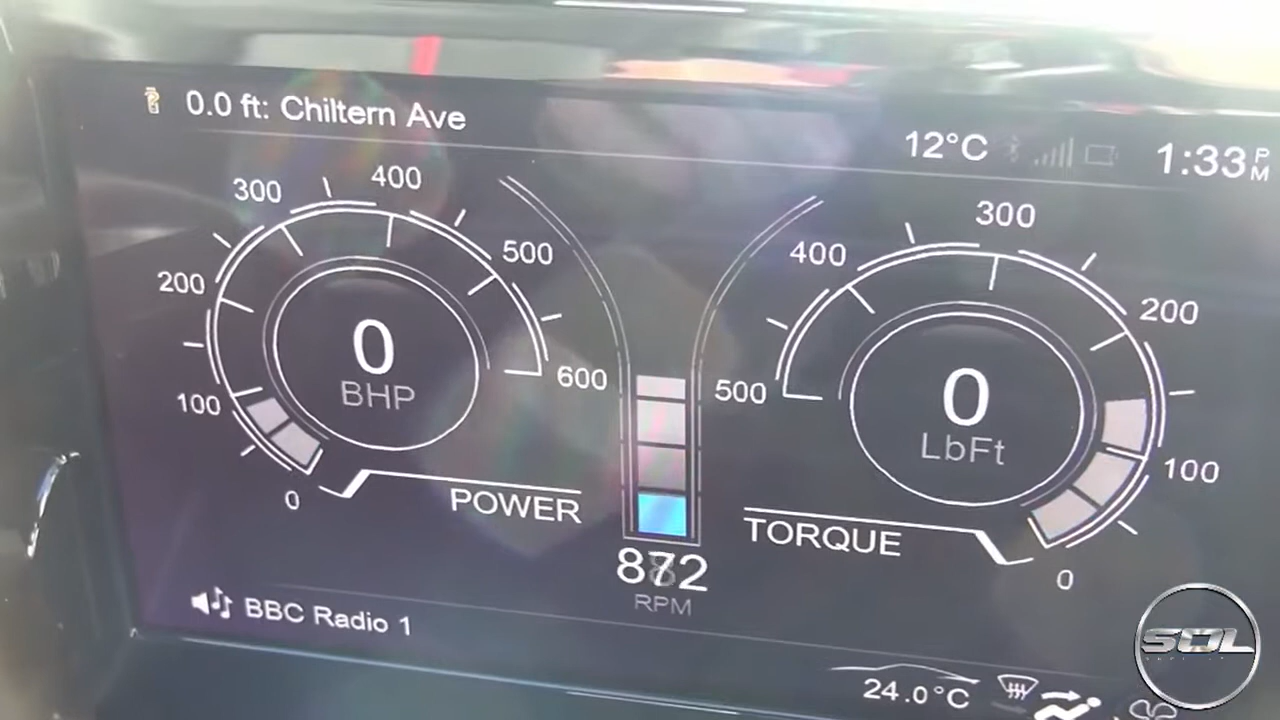 0.0 ft: Chiltern Ave
12°C
1:33 PM
300
400
200
500
100
600
0
0
BHP
POWER
300
400
200
500
100
0
0
LbFt
TORQUE
872
RPM
BBC Radio 1
24.0°C
SOL